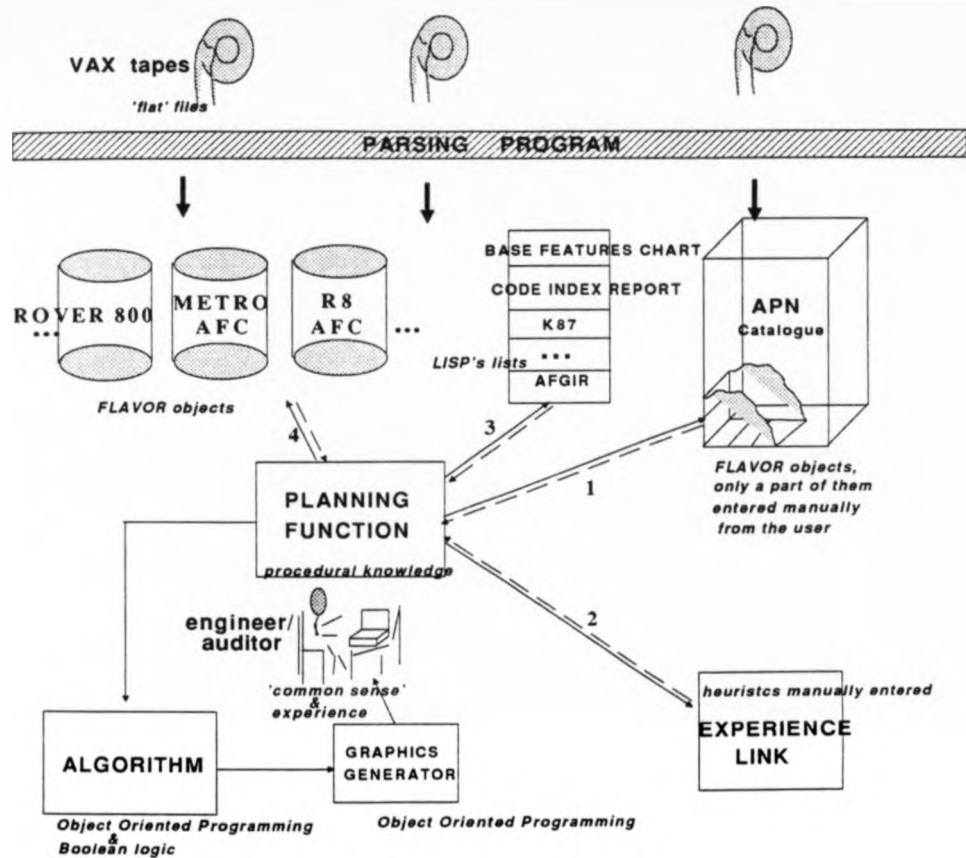 VAX tapes
'flat' files
PARSING PROGRAM
ROVER 800
...
METRO
AFC
R8
AFC
...
FLAVOR objects
BASE FEATURES CHART
CODE INDEX REPORT
K87
...
AFGIR
LISP's lists
APN
Catalogue
FLAVOR objects,
only a part of them
entered manually
from the user
4
3
1
2
PLANNING
FUNCTION
procedural knowledge
engineer/
auditor
'common sense'
&
experience
ALGORITHM
Object Oriented Programming
&
Boolean logic
GRAPHICS
GENERATOR
Object Oriented Programming
heuristcs manually entered
EXPERIENCE
LINK